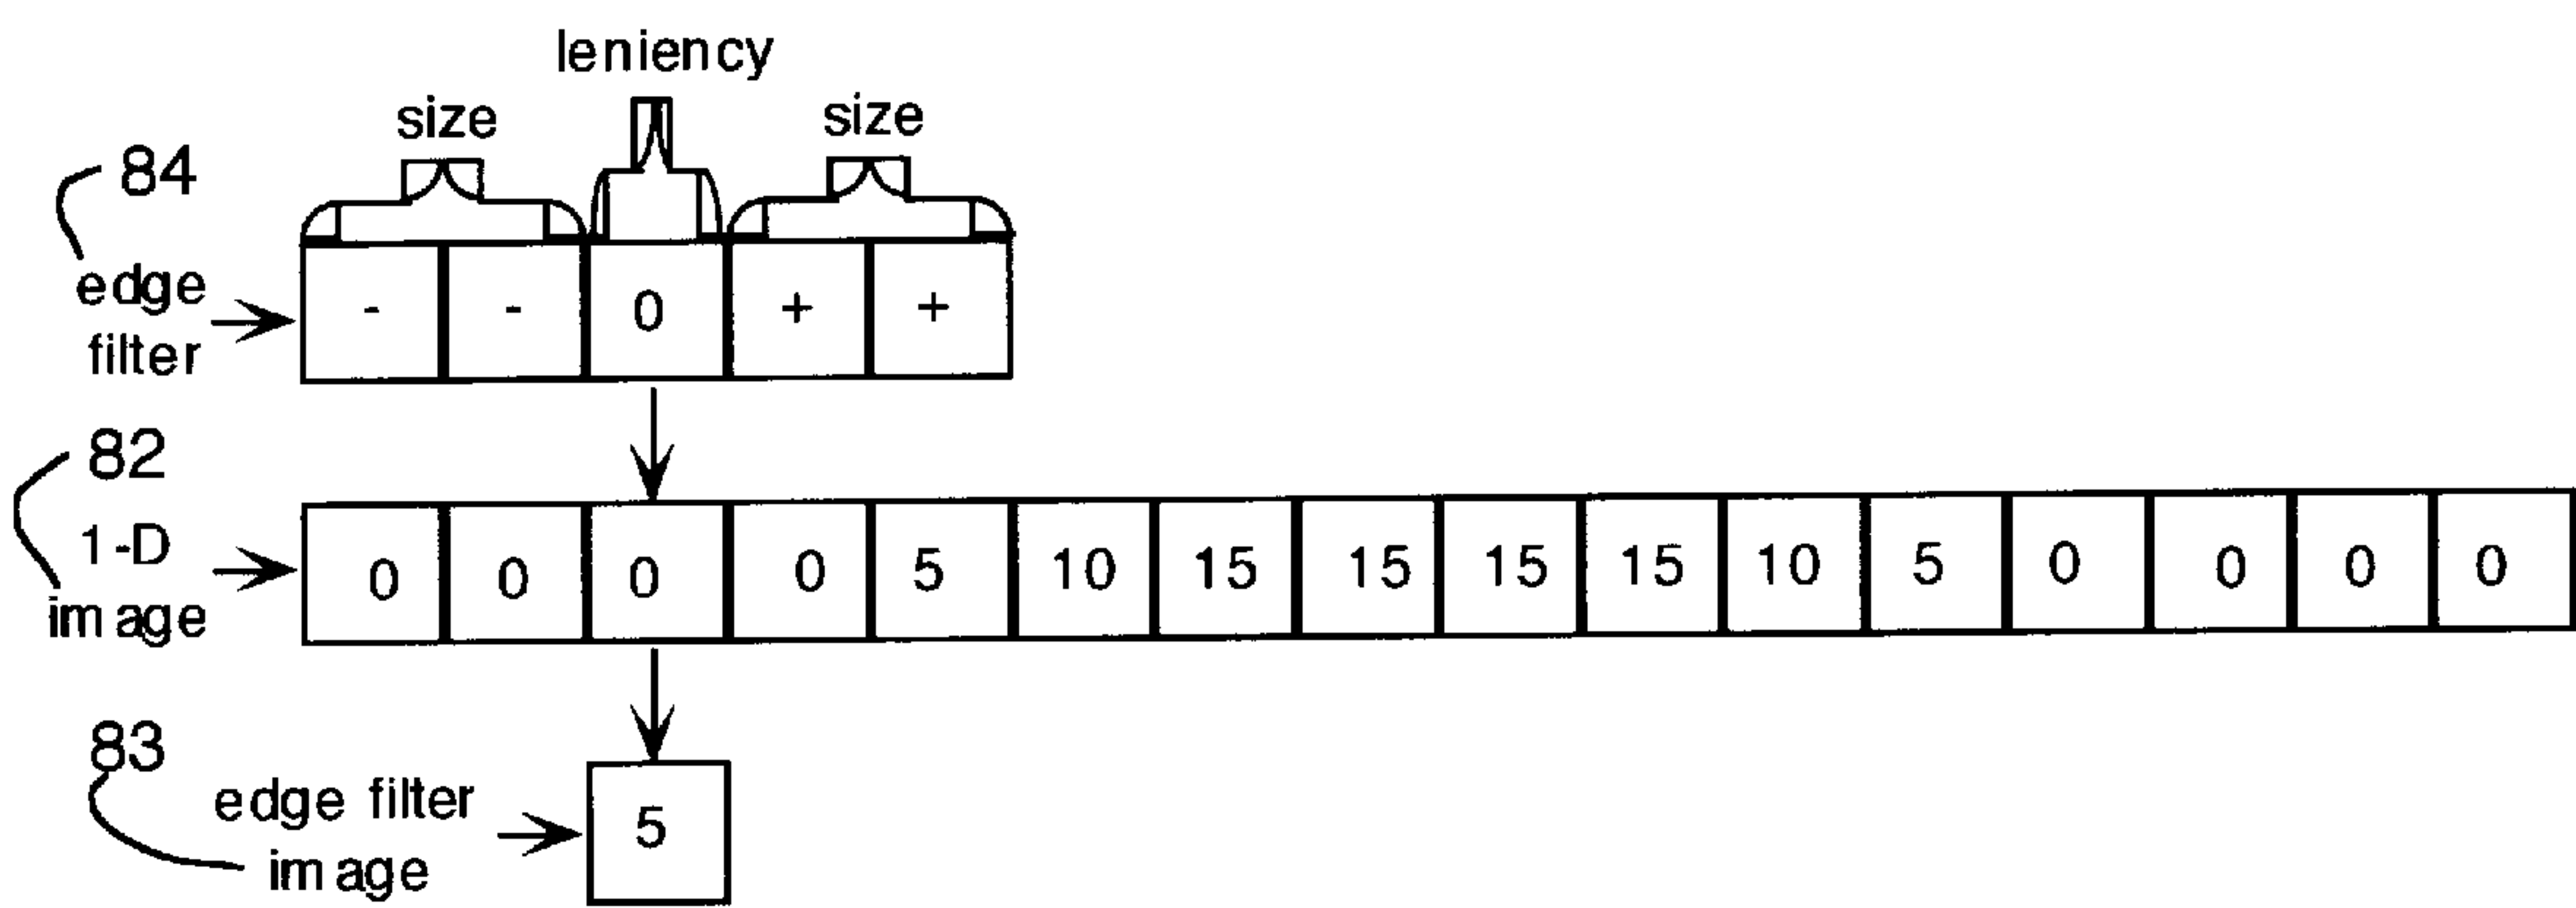 leniency
size size
84
edge
filter
- - 0 + +
82
1-D
image
0 0 0 0 5 10 15 15 15 15 10 5 0 0 0 0
83
edge filter
image
5